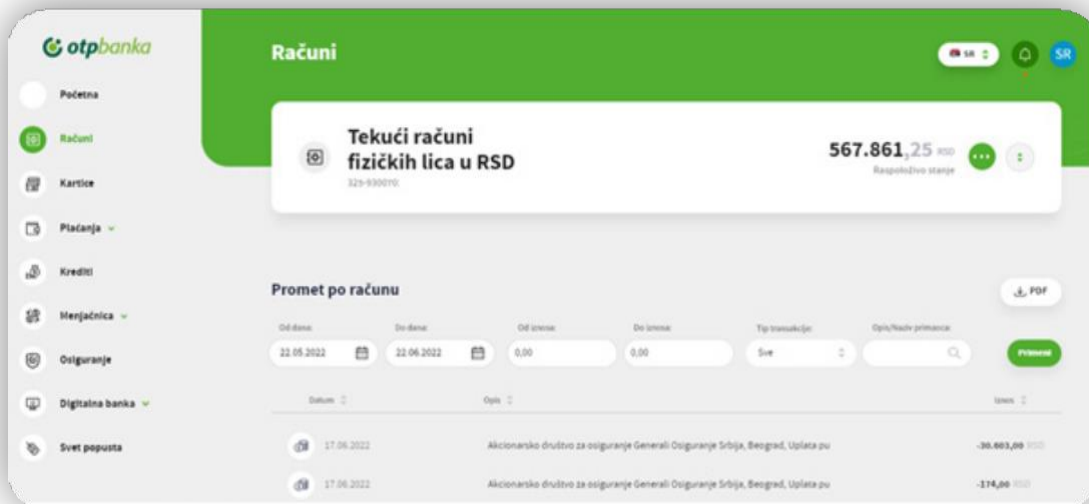 otpbanka
Računi
SR
SR
Početna
Računi
Kartice
Plaćanja
Krediti
Menjačnica
Osiguranje
Digitalna banka
Svet popusta
Tekući računi
fizičkih lica u RSD
567.861,25 RSD
Raspoloživo stanje
Promet po računu
PDF
Od dana: Do dana: Od iznosa: Do iznosa: Tip transakcije: Opis/Naziv primaoca:
22.05.2022 22.06.2022 0,00 0,00 Sve Primeni
Datum Opis Iznos
17.06.2022 Akcionarsko društvo za osiguranje Generali Osiguranje Srbija, Beograd, Uplata pu -30.603,00 RSD
17.06.2022 Akcionarsko društvo za osiguranje Generali Osiguranje Srbija, Beograd, Uplata pu -174,00 RSD